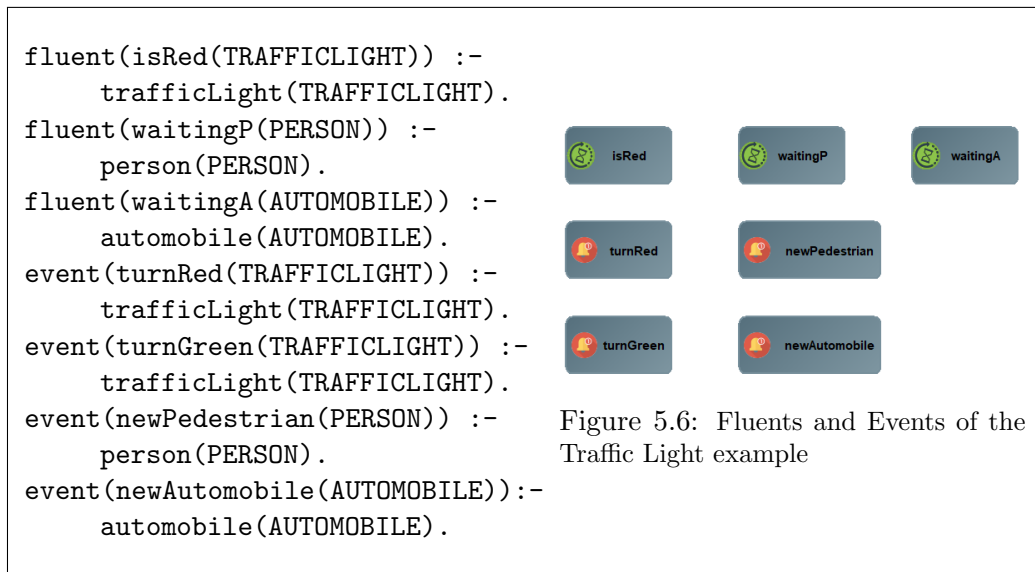 fluent(isRed(TRAFFICLIGHT)) :-
trafficLight(TRAFFICLIGHT).
fluent(waitingP(PERSON)) :-
person(PERSON).
fluent(waitingA(AUTOMOBILE)) :-
automobile(AUTOMOBILE).
event(turnRed(TRAFFICLIGHT)) :-
trafficLight(TRAFFICLIGHT).
event(turnGreen(TRAFFICLIGHT)) :-
trafficLight(TRAFFICLIGHT).
event(newPedestrian(PERSON)) :-
person(PERSON).
event(newAutomobile(AUTOMOBILE)):-
automobile(AUTOMOBILE).
isRed
waitingP
waitingA
turnRed
newPedestrian
turnGreen
newAutomobile
Figure 5.6: Fluents and Events of the
Traffic Light example